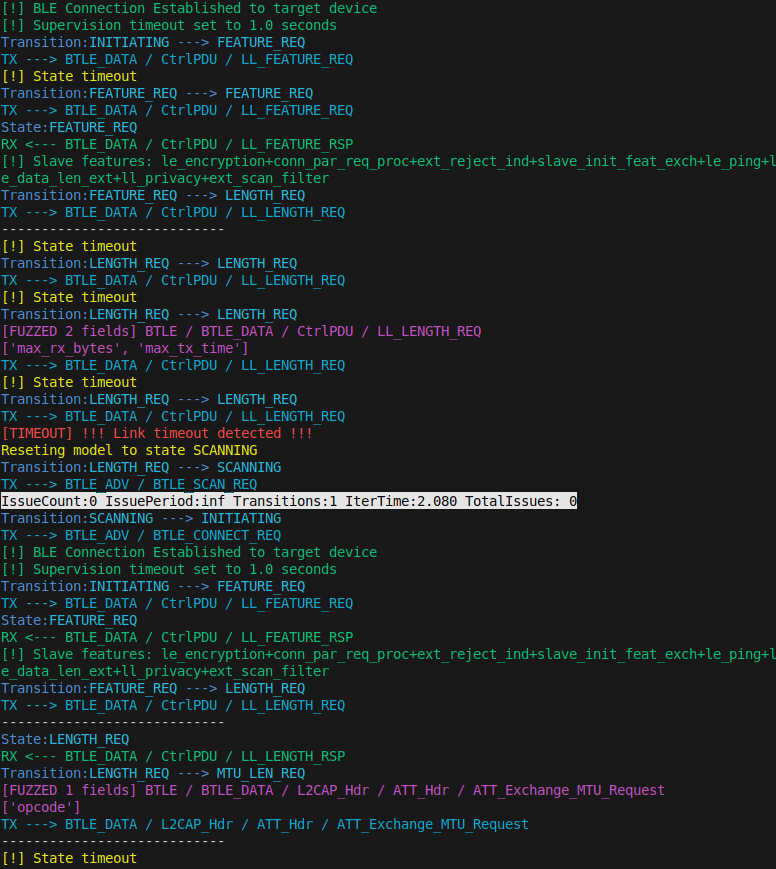 [!] BLE Connection Established to target device
[!] Supervision timeout set to 1.0 seconds
Transition:INITIATING ---> FEATURE_REQ
TX ---> BTLE_DATA / CtrlPDU / LL_FEATURE_REQ
[!] State timeout
Transition:FEATURE_REQ ---> FEATURE_REQ
TX ---> BTLE_DATA / CtrlPDU / LL_FEATURE_REQ
State:FEATURE_REQ
RX <--- BTLE_DATA / CtrlPDU / LL_FEATURE_RSP
[!] Slave features: le_encryption+conn_par_req_proc+ext_reject_ind+slave_init_feat_exch+le_ping+l
e_data_len_ext+ll_privacy+ext_scan_filter
Transition:FEATURE_REQ ---> LENGTH_REQ
TX ---> BTLE_DATA / CtrlPDU / LL_LENGTH_REQ
----------------------------
[!] State timeout
Transition:LENGTH_REQ ---> LENGTH_REQ
TX ---> BTLE_DATA / CtrlPDU / LL_LENGTH_REQ
[!] State timeout
Transition:LENGTH_REQ ---> LENGTH_REQ
[FUZZED 2 fields] BTLE / BTLE_DATA / CtrlPDU / LL_LENGTH_REQ
['max_rx_bytes', 'max_tx_time']
TX ---> BTLE_DATA / CtrlPDU / LL_LENGTH_REQ
[!] State timeout
Transition:LENGTH_REQ ---> LENGTH_REQ
TX ---> BTLE_DATA / CtrlPDU / LL_LENGTH_REQ
[TIMEOUT] !!! Link timeout detected !!!
Reseting model to state SCANNING
Transition:LENGTH_REQ ---> SCANNING
TX ---> BTLE_ADV / BTLE_SCAN_REQ
IssueCount:0 IssuePeriod:inf Transitions:1 IterTime:2.080 TotalIssues: 0
Transition:SCANNING ---> INITIATING
TX ---> BTLE_ADV / BTLE_CONNECT_REQ
[!] BLE Connection Established to target device
[!] Supervision timeout set to 1.0 seconds
Transition:INITIATING ---> FEATURE_REQ
TX ---> BTLE_DATA / CtrlPDU / LL_FEATURE_REQ
State:FEATURE_REQ
RX <--- BTLE_DATA / CtrlPDU / LL_FEATURE_RSP
[!] Slave features: le_encryption+conn_par_req_proc+ext_reject_ind+slave_init_feat_exch+le_ping+l
e_data_len_ext+ll_privacy+ext_scan_filter
Transition:FEATURE_REQ ---> LENGTH_REQ
TX ---> BTLE_DATA / CtrlPDU / LL_LENGTH_REQ
----------------------------
State:LENGTH_REQ
RX <--- BTLE_DATA / CtrlPDU / LL_LENGTH_RSP
Transition:LENGTH_REQ ---> MTU_LEN_REQ
[FUZZED 1 fields] BTLE / BTLE_DATA / L2CAP_Hdr / ATT_Hdr / ATT_Exchange_MTU_Request
['opcode']
TX ---> BTLE_DATA / L2CAP_Hdr / ATT_Hdr / ATT_Exchange_MTU_Request
----------------------------
[!] State timeout